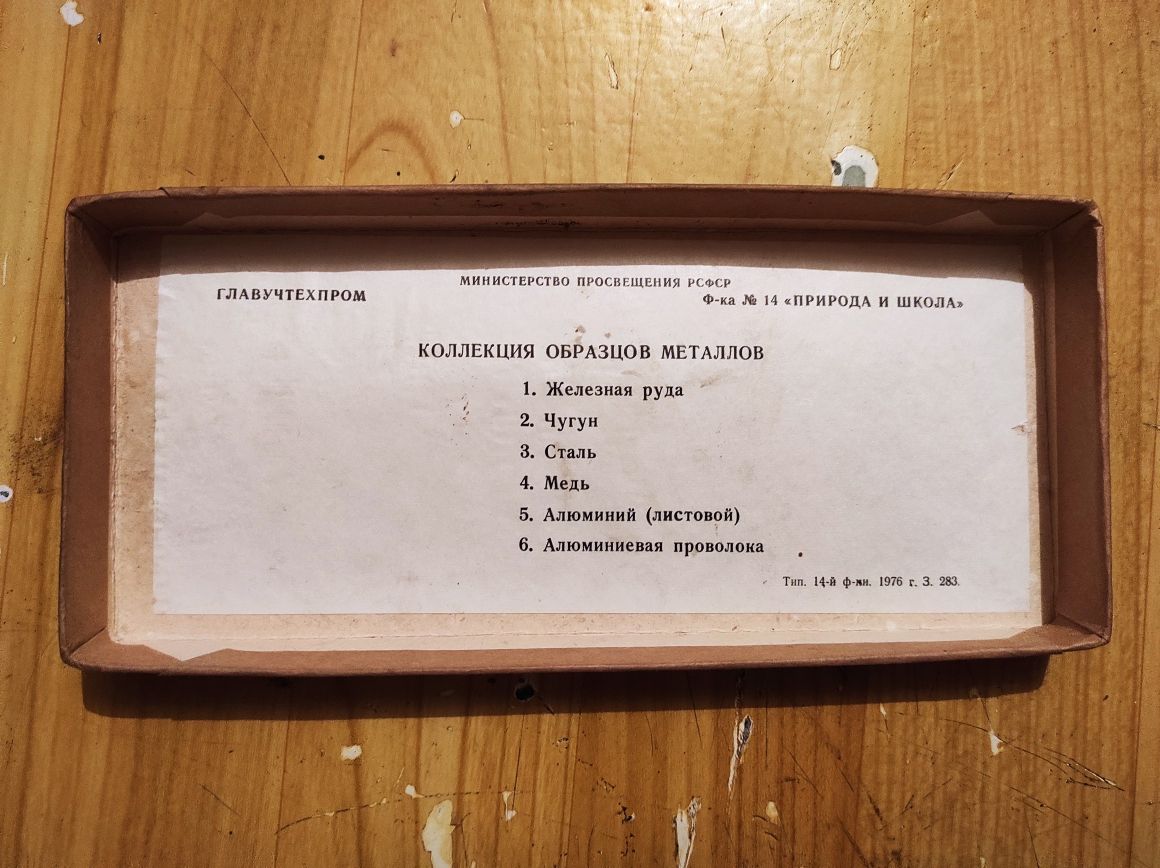 МИНИСТЕРСТВО ПРОСВЕЩЕНИЯ РСФСР
ГЛАВУЧТЕХПРОМ
Ф-ка № 14 «ПРИРОДА И ШКОЛА»
КОЛЛЕКЦИЯ ОБРАЗЦОВ МЕТАЛЛОВ
1. Железная руда
2. Чугун
3. Сталь
4. Медь
5. Алюминий (листовой)
6. Алюминиевая проволока
Тип. 14-й ф-ки. 1976 г. З. 283.